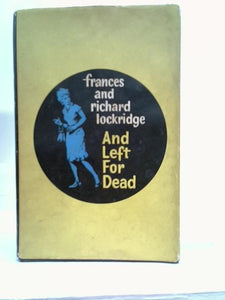 frances
and
richard
lockridge
And
Left
For
Dead